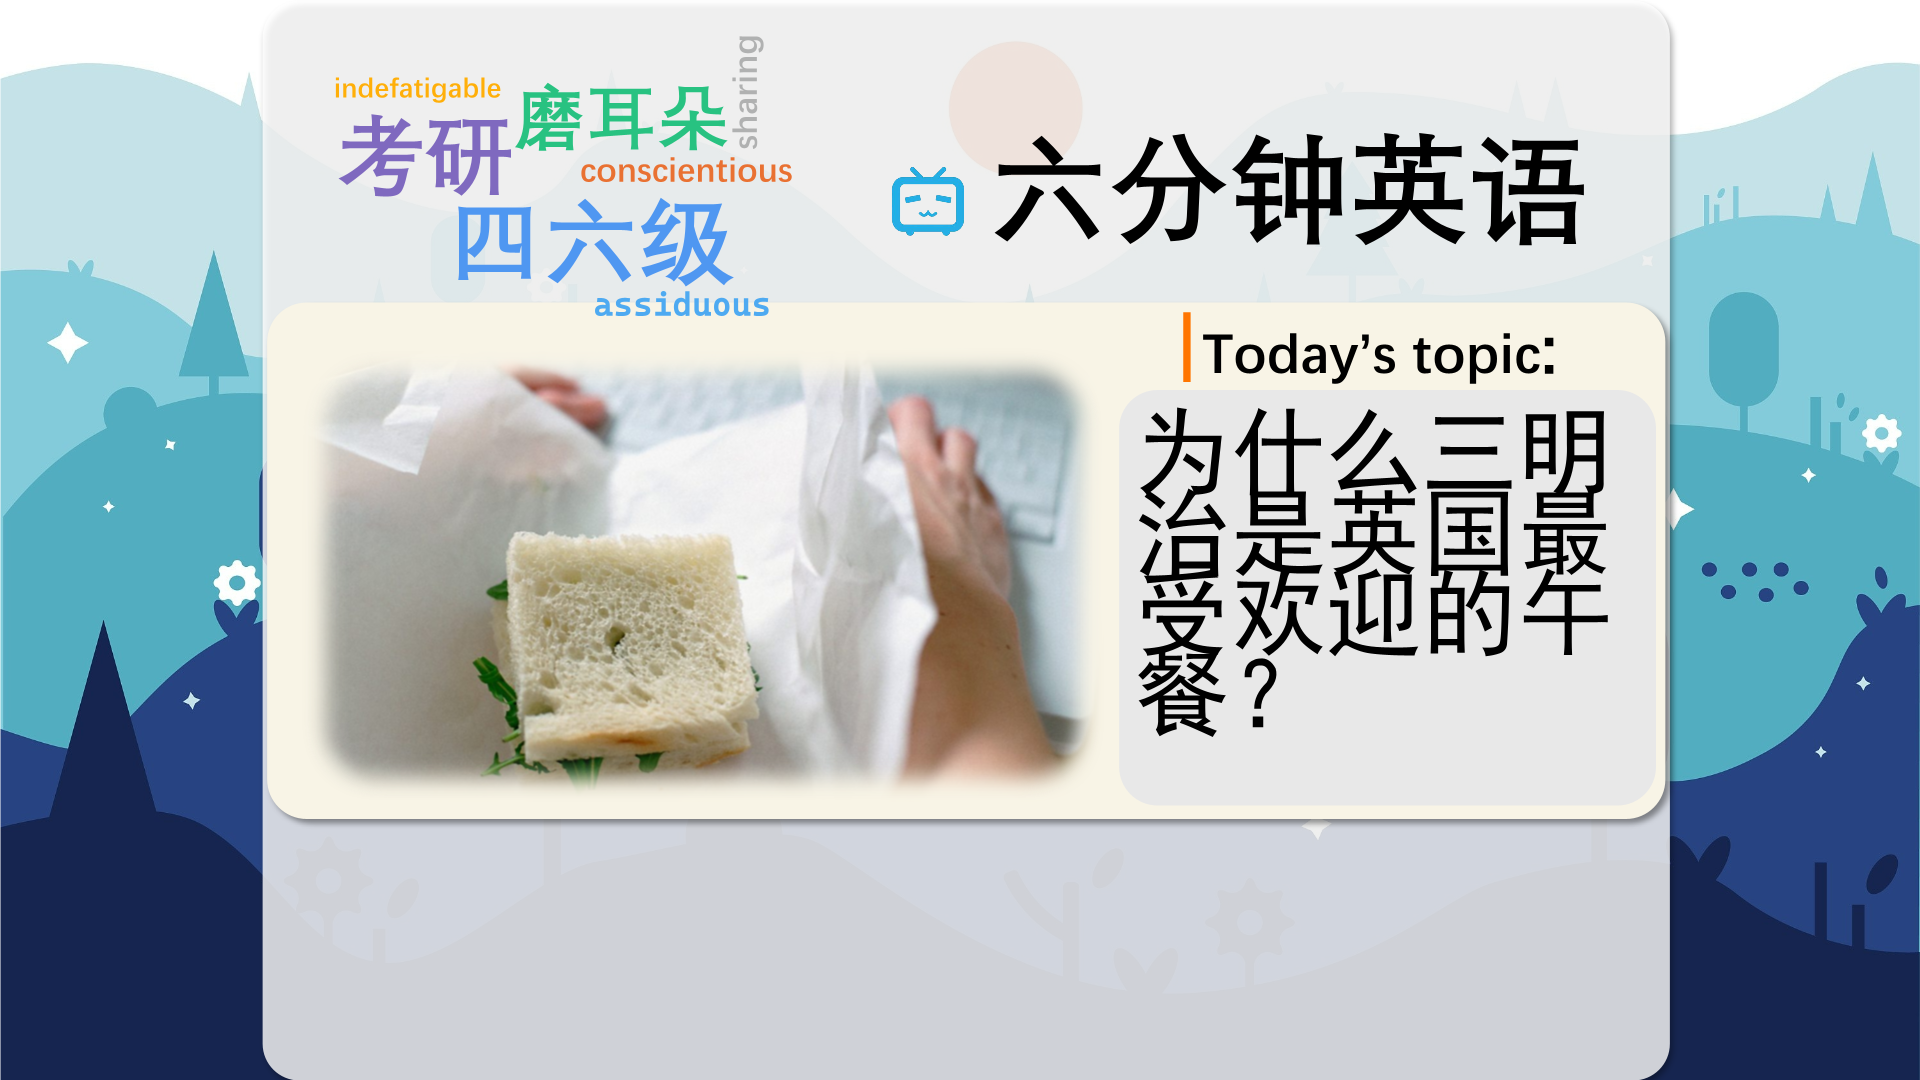 indefatigable
磨耳朵
sharing
考研
conscientious
四六级
assiduous
六分钟英语
Today’s topic:
为什么三明
治是英国最
受欢迎的午
餐？